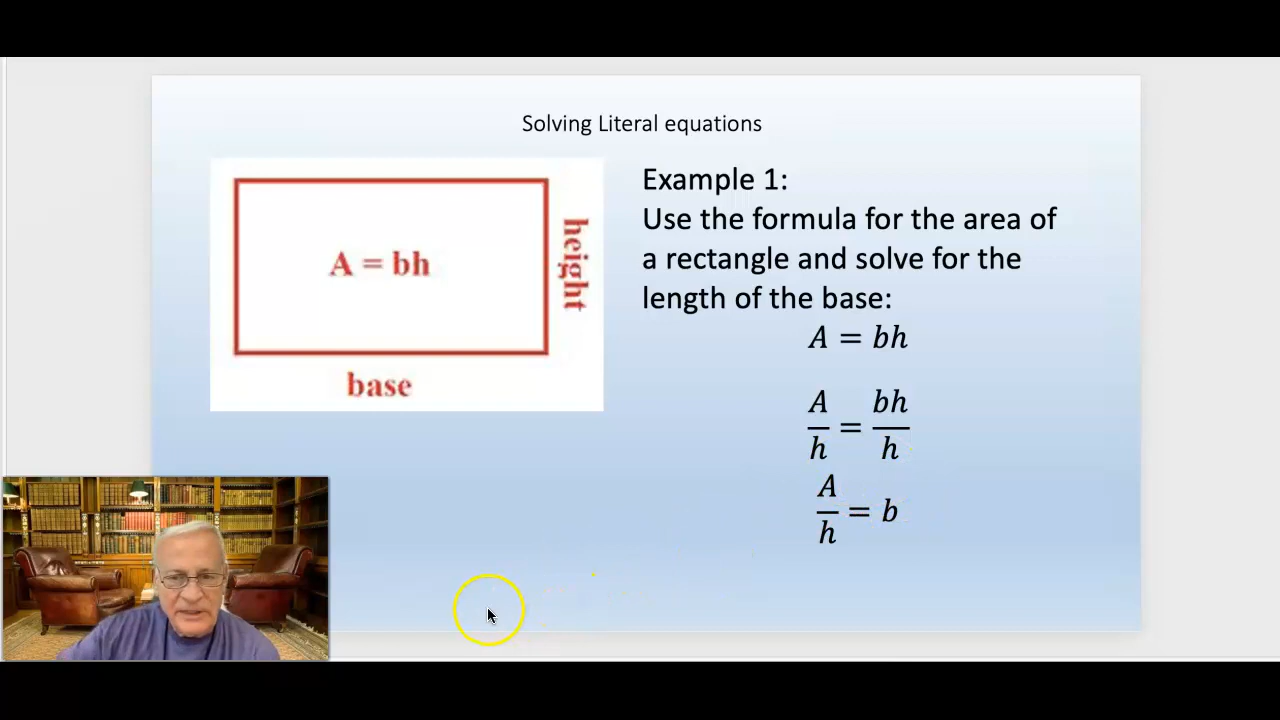 Solving Literal equations
A = bh
height
base
Example 1:
Use the formula for the area of
a rectangle and solve for the
length of the base:
A = bh
A/h = bh/h
A/h = b